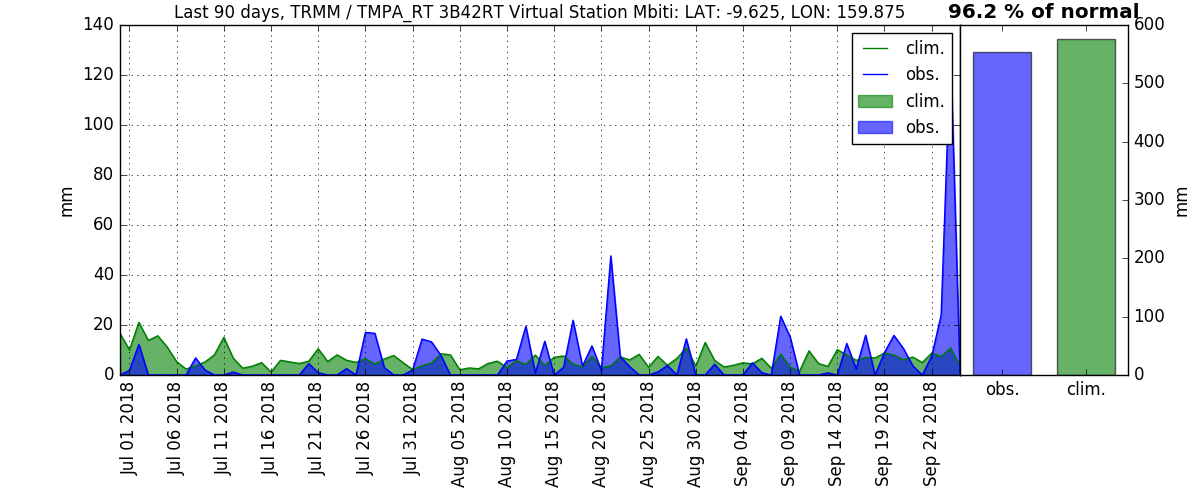 Last 90 days, TRMM / TMPA_RT 3B42RT Virtual Station Mbiti: LAT: -9.625, LON: 159.875
96.2 % of normal
mm
140
120
100
80
60
40
20
0
clim.
obs.
clim.
obs.
600
500
400
300
200
100
0
mm
Jul 01 2018
Jul 06 2018
Jul 11 2018
Jul 16 2018
Jul 21 2018
Jul 26 2018
Jul 31 2018
Aug 05 2018
Aug 10 2018
Aug 15 2018
Aug 20 2018
Aug 25 2018
Aug 30 2018
Sep 04 2018
Sep 09 2018
Sep 14 2018
Sep 19 2018
Sep 24 2018
obs.
clim.